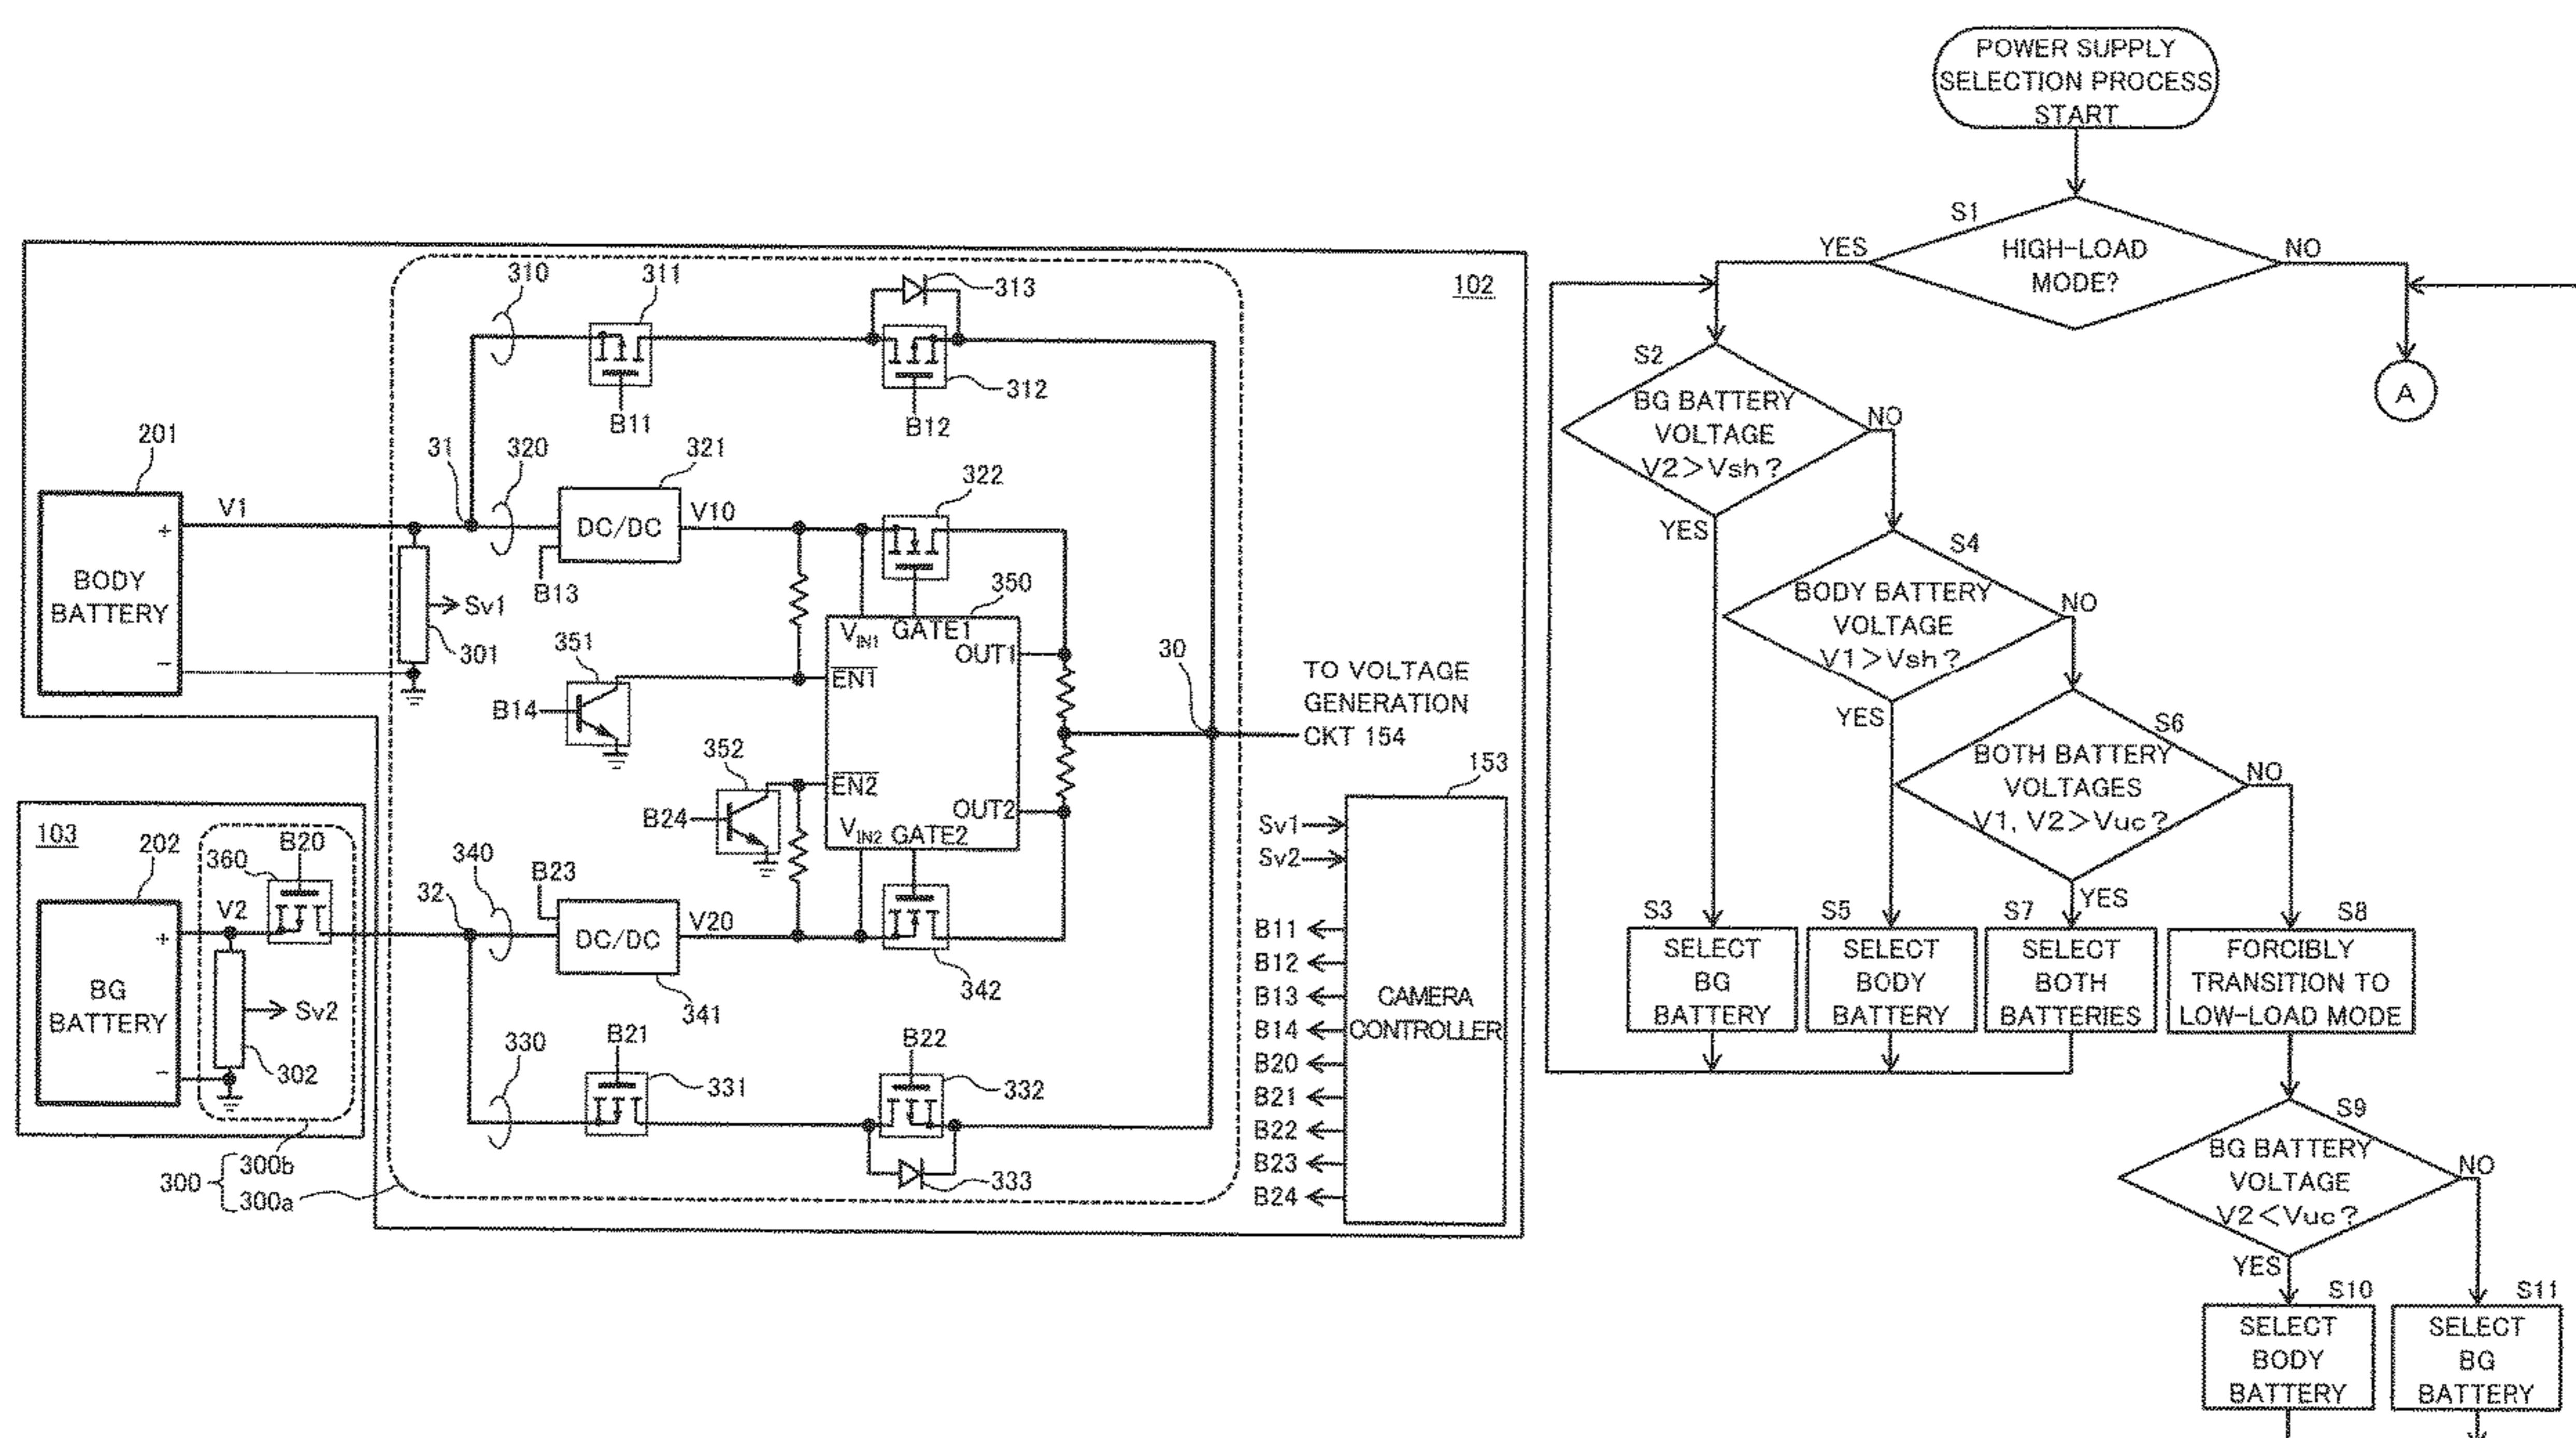 310
311
313
102
312
B11
B12
201
31
320
321
322
V1
V10
+
DC/DC
BODY
BATTERY
B13
350
Sv1
VIN1
GATE1
−
301
351
OUT1
30
EN1
TO VOLTAGE
GENERATION
CKT 154
B14
352
153
EN2
B24
OUT2
Sv1
Sv2
VIN2
GATE2
103
B20
202
360
340
B23
32
V2
V20
+
DC/DC
BG
BATTERY
Sv2
342
341
B21
B22
330
−
302
331
332
300
300b
300a
333
B11
B12
B13
B14
B20
B21
B22
B23
B24
CAMERA
CONTROLLER
POWER SUPPLY
SELECTION PROCESS
START
S1
YES
HIGH-LOAD
MODE?
NO
A
S2
BG BATTERY
VOLTAGE
V2>Vsh?
NO
YES
S4
BODY BATTERY
VOLTAGE
V1>Vsh?
NO
YES
S6
BOTH BATTERY
VOLTAGES
V1, V2>Vuc?
NO
YES
S3
SELECT
BG
BATTERY
S5
SELECT
BODY
BATTERY
S7
SELECT
BOTH
BATTERIES
S8
FORCIBLY
TRANSITION TO
LOW-LOAD MODE
S9
BG BATTERY
VOLTAGE
V2<Vuc?
NO
YES
S10
SELECT
BODY
BATTERY
S11
SELECT
BG
BATTERY